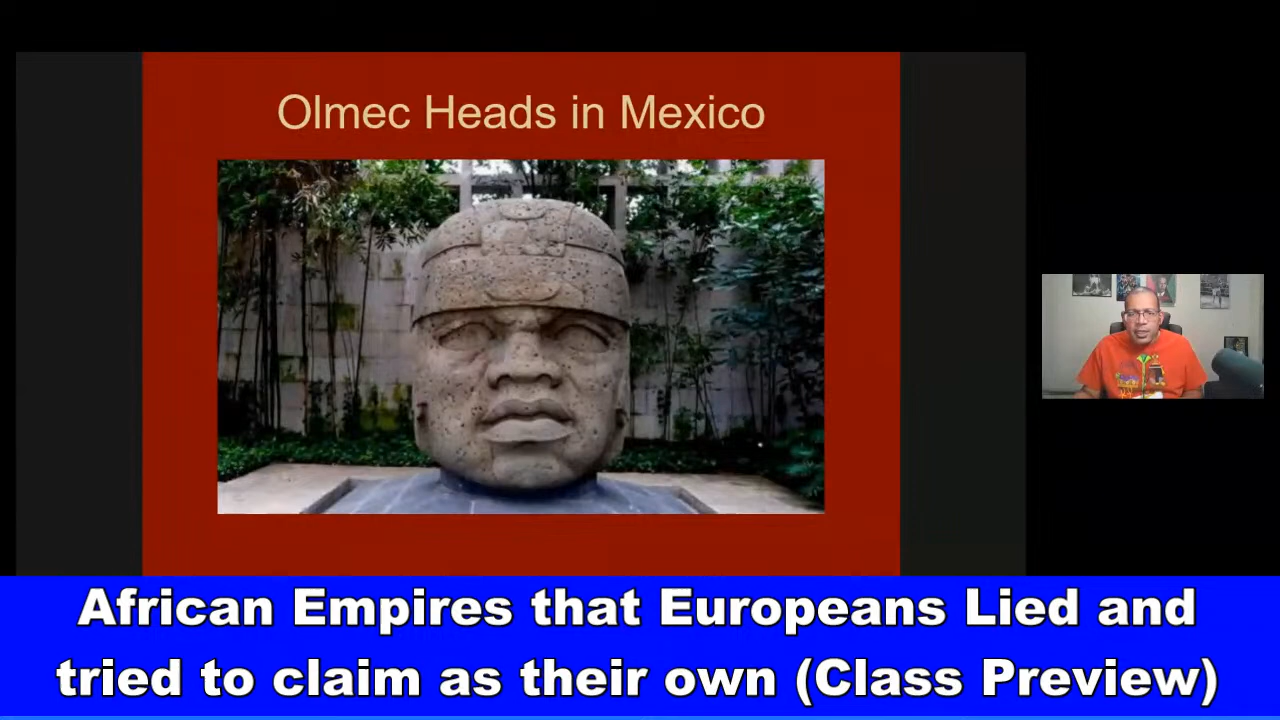 Olmec Heads in Mexico
African Empires that Europeans Lied and
tried to claim as their own (Class Preview)